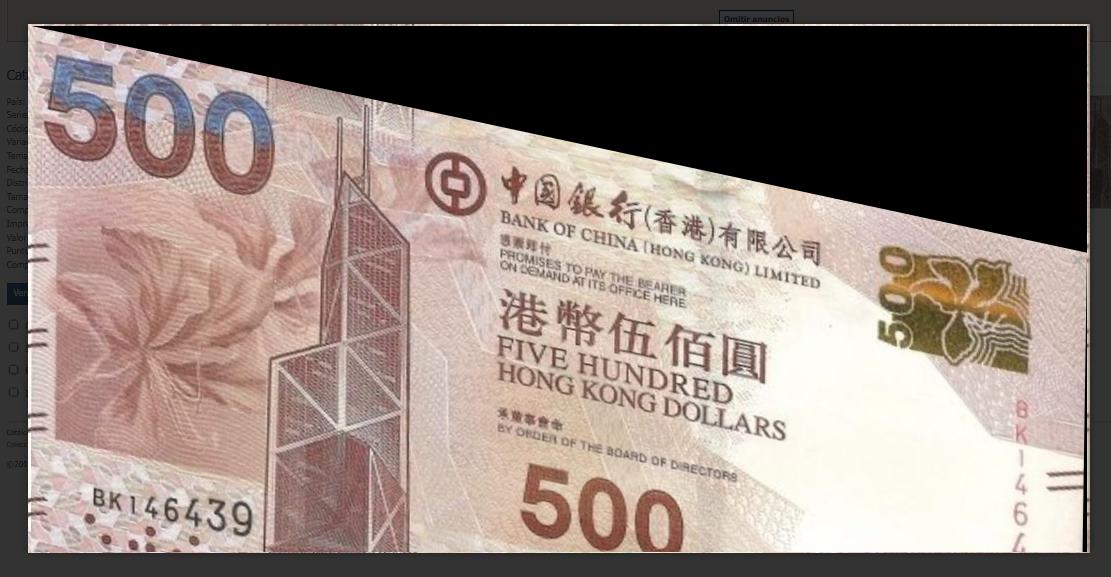 Omitir anuncios
500
中国銀行(香港)有限公司
BANK OF CHINA (HONG KONG) LIMITED
憑票即付
PROMISES TO PAY THE BEARER
ON DEMAND AT ITS OFFICE HERE
500
港幣伍佰圓
FIVE HUNDRED
HONG KONG DOLLARS
承董事會命
BY ORDER OF THE BOARD OF DIRECTORS
BK146439
500
BK1464